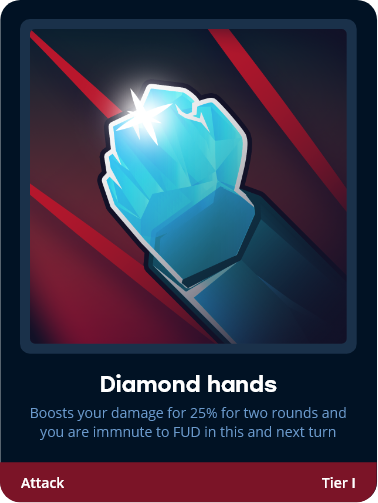 Diamond hands
Boosts your damage for 25% for two rounds and
you are immnute to FUD in this and next turn
Attack
Tier I